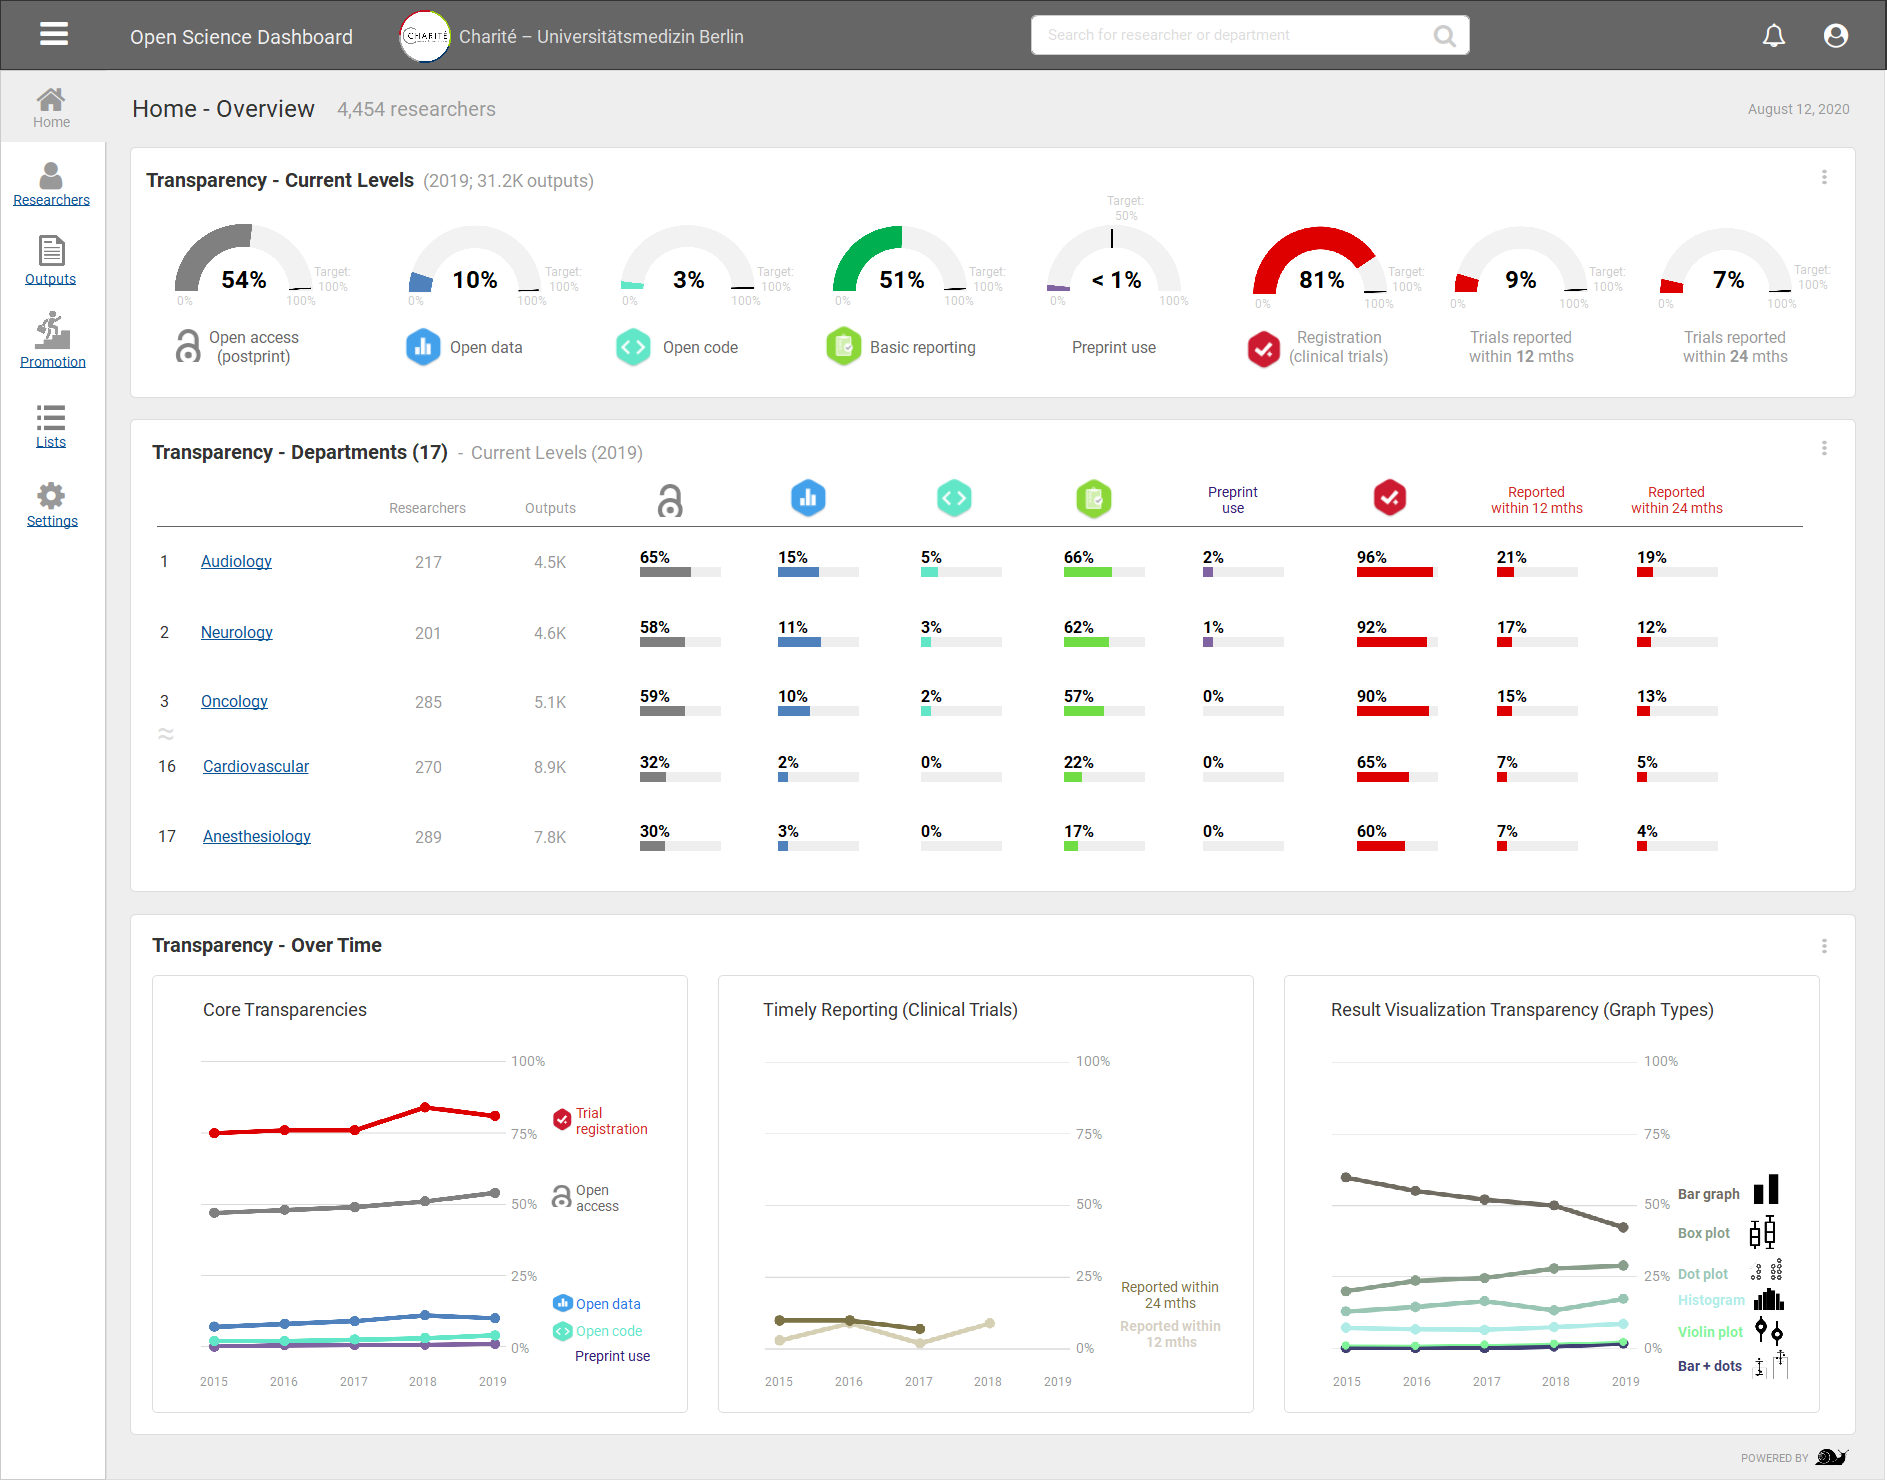 Open Science Dashboard
CHARITÉ
Charité – Universitätsmedizin Berlin
Search for researcher or department
Home
Researchers
Outputs
Promotion
Lists
Settings
Home - Overview 4,454 researchers
August 12, 2020
Transparency - Current Levels (2019; 31.2K outputs)
54%
0% 100%
Target:
100%
Open access
(postprint)
10%
0% 100%
Target:
100%
Open data
3%
0% 100%
Target:
100%
Open code
51%
0% 100%
Target:
100%
Basic reporting
Target:
50%
< 1%
0% 100%
Preprint use
81%
0% 100%
Target:
100%
Registration
(clinical trials)
9%
0% 100%
Target:
100%
Trials reported
within 12 mths
7%
0% 100%
Target:
100%
Trials reported
within 24 mths
Transparency - Departments (17) - Current Levels (2019)
Researchers Outputs
Preprint
use
Reported
within 12 mths
Reported
within 24 mths
1 Audiology 217 4.5K 65% 15% 5% 66% 2% 96% 21% 19%
2 Neurology 201 4.6K 58% 11% 3% 62% 1% 92% 17% 12%
3 Oncology 285 5.1K 59% 10% 2% 57% 0% 90% 15% 13%
≈
16 Cardiovascular 270 8.9K 32% 2% 0% 22% 0% 65% 7% 5%
17 Anesthesiology 289 7.8K 30% 3% 0% 17% 0% 60% 7% 4%
Transparency - Over Time
Core Transparencies
100%
75%
50%
25%
0%
Trial
registration
Open
access
Open data
Open code
Preprint use
2015 2016 2017 2018 2019
Timely Reporting (Clinical Trials)
100%
75%
50%
25%
0%
Reported within
24 mths
Reported within
12 mths
2015 2016 2017 2018 2019
Result Visualization Transparency (Graph Types)
100%
75%
50%
25%
0%
Bar graph
Box plot
Dot plot
Histogram
Violin plot
Bar + dots
2015 2016 2017 2018 2019
POWERED BY